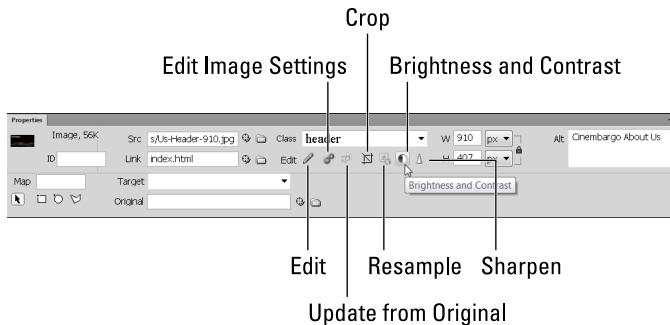 Crop
Edit Image Settings
Brightness and Contrast
Properties
Image, 56K
Src s/Us-Header-910.jpg Class header W 910 px Alt Cinembargo About Us
ID Link index.html Edit H 407 px
Brightness and Contrast
Map Target
Original
Edit Resample Sharpen
Update from Original